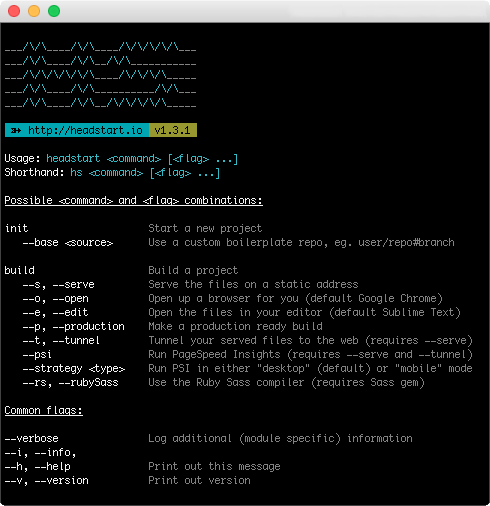 ___/\/\____/\/\____/\/\/\/\/\___
___/\/\____/\/\__/\/\___________
___/\/\/\/\/\/\____/\/\/\/\_____
___/\/\____/\/\__________/\/\___
___/\/\____/\/\__/\/\/\/\/\_____
➳ http://headstart.io v1.3.1
Usage: headstart <command> [<flag> ...]
Shorthand: hs <command> [<flag> ...]
Possible <command> and <flag> combinations:
init Start a new project
--base <source> Use a custom boilerplate repo, eg. user/repo#branch
build Build a project
--s, --serve Serve the files on a static address
--o, --open Open up a browser for you (default Google Chrome)
--e, --edit Open the files in your editor (default Sublime Text)
--p, --production Make a production ready build
--t, --tunnel Tunnel your served files to the web (requires --serve)
--psi Run PageSpeed Insights (requires --serve and --tunnel)
--strategy <type> Run PSI in either "desktop" (default) or "mobile" mode
--rs, --rubySass Use the Ruby Sass compiler (requires Sass gem)
Common flags:
--verbose Log additional (module specific) information
--i, --info,
--h, --help Print out this message
--v, --version Print out version